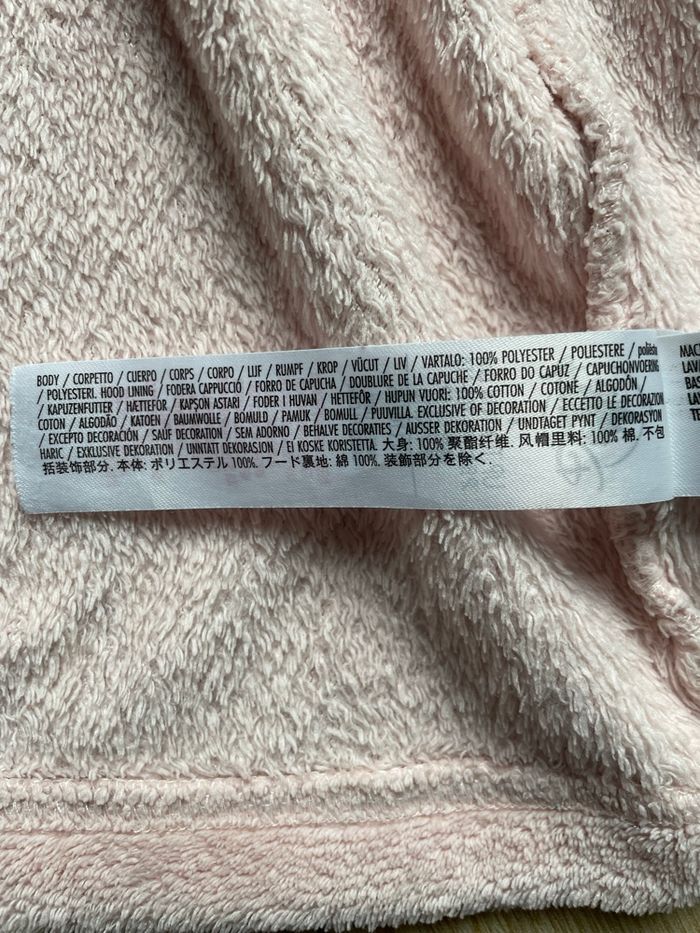 BODY / CORPETTO / CUERPO / CORPS / CORPO / LIJF / RUMPF / KROP / VÜCUT / LIV / VARTALO: 100% POLYESTER / POLIESTERE / poliést
/ POLYESTERI. HOOD LINING / FODERA CAPPUCCIO / FORRO DE CAPUCHA / DOUBLURE DE LA CAPUCHE / FORRO DO CAPUZ / CAPUCHONVOERING
/ KAPUZENFUTTER / HÆTTEFOR / KAPŞON ASTARI / FODER I HUVAN / HETTEFÔR / HUPUN VUORI: 100% COTTON / COTONE / ALGODÓN /
COTON / ALGODÃO / KATOEN / BAUMWOLLE / BOMULD / PAMUK / BOMULL / PUUVILLA. EXCLUSIVE OF DECORATION / ECCETTO LE DECORAZION
/ EXCEPTO DECORACIÓN / SAUF DECORATION / SEM ADORNO / BEHALVE DECORATIES / AUSSER DEKORATION / UNDTAGET PYNT / DEKORASYON
HARIC / EXKLUSIVE DEKORATION / UNNTATT DEKORASJON / EI KOSKE KORISTETTA. 大身: 100% 聚酯纤维. 风帽里料: 100% 棉. 不包
括装饰部分. 本体: ポリエステル 100%. フード裏地: 綿 100%. 装飾部分を除く.
MAC
LAV